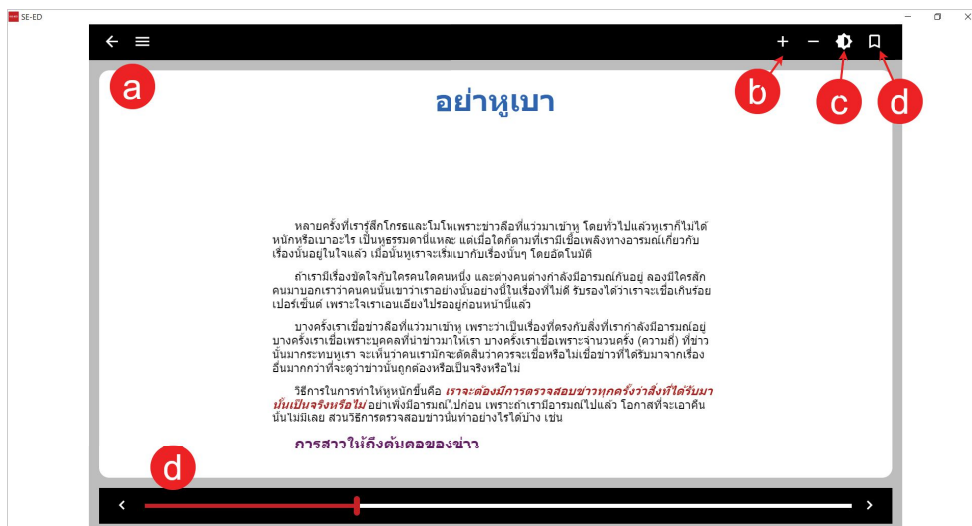 SE-ED
a
b
c
d
อย่าหูเบา
หลายครั้งที่เรารู้สึกโกรธและโมโหเพราะข่าวลือที่แว่วมาเข้าหู โดยทั่วไปแล้วหูเราก็ไม่ได้
หนักหรือเบาอะไร เป็นหูธรรมดานี่แหละ แต่เมื่อใดก็ตามที่เรามีเชื้อเพลิงทางอารมณ์เกี่ยวกับ
เรื่องนั้นอยู่ในใจแล้ว เมื่อนั้นหูเราจะเริ่มเบากับเรื่องนั้นๆ โดยอัตโนมัติ
ถ้าเรามีเรื่องขัดใจกับใครคนใดคนหนึ่ง และต่างคนต่างกำลังมีอารมณ์กันอยู่ ลองมีใครสัก
คนมาบอกเราว่าคนคนนั้นเขาว่าเราอย่างนั้นอย่างนี้ในเรื่องที่ไม่ดี รับรองได้ว่าเราจะเชื่อเกินร้อย
เปอร์เซ็นต์ เพราะใจเราเอนเอียงไปรออยู่ก่อนหน้านี้แล้ว
บางครั้งเราเชื่อข่าวลือที่แว่วมาเข้าหู เพราะว่าเป็นเรื่องที่ตรงกับสิ่งที่เรากำลังมีอารมณ์อยู่
บางครั้งเราเชื่อเพราะบุคคลที่นำข่าวมาให้เรา บางครั้งเราเชื่อเพราะจำนวนครั้ง (ความถี่) ที่ข่าว
นั้นมากระทบหูเรา จะเห็นว่าคนเรามักจะตัดสินว่าควรจะเชื่อหรือไม่เชื่อข่าวที่ได้รับมาจากเรื่อง
อื่นมากกว่าที่จะดูว่าข่าวนั้นถูกต้องหรือเป็นจริงหรือไม่
วิธีการในการทำให้หูหนักขึ้นคือ เราจะต้องมีการตรวจสอบข่าวทุกครั้งว่าสิ่งที่ได้รับมา
นั้นเป็นจริงหรือไม่ อย่าเพิ่งมีอารมณ์ไปก่อน เพราะถ้าเรามีอารมณ์ไปแล้ว โอกาสที่จะเอาคืน
นั้นไม่มีเลย ส่วนวิธีการตรวจสอบข่าวนั้นทำอย่างไรได้บ้าง เช่น
การสาวให้ถึงต้นตอของข่าว
d